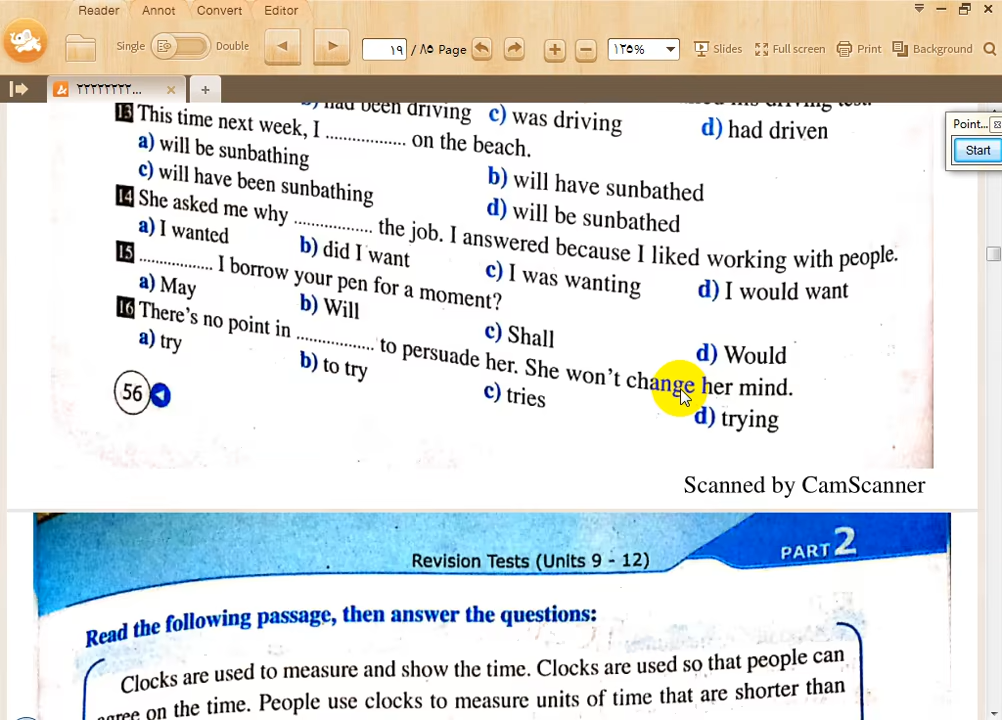 Reader Annot Convert Editor
Single Double ١٩ / ٨٥ Page ١٢٥% Slides Full screen Print Background
٢٢٢٢٢٢٢٢...
Point...
Start
b) had been driving c) was driving d) had driven
13 This time next week, I .............. on the beach.
a) will be sunbathing b) will have sunbathed
c) will have been sunbathing d) will be sunbathed
14 She asked me why .............. the job. I answered because I liked working with people.
a) I wanted b) did I want c) I was wanting d) I would want
15 .............. I borrow your pen for a moment?
a) May b) Will c) Shall d) Would
16 There's no point in .............. to persuade her. She won't change her mind.
a) try b) to try c) tries d) trying
56
Scanned by CamScanner
Revision Tests (Units 9 - 12) PART 2
Read the following passage, then answer the questions:
Clocks are used to measure and show the time. Clocks are used so that people can
agree on the time. People use clocks to measure units of time that are shorter than